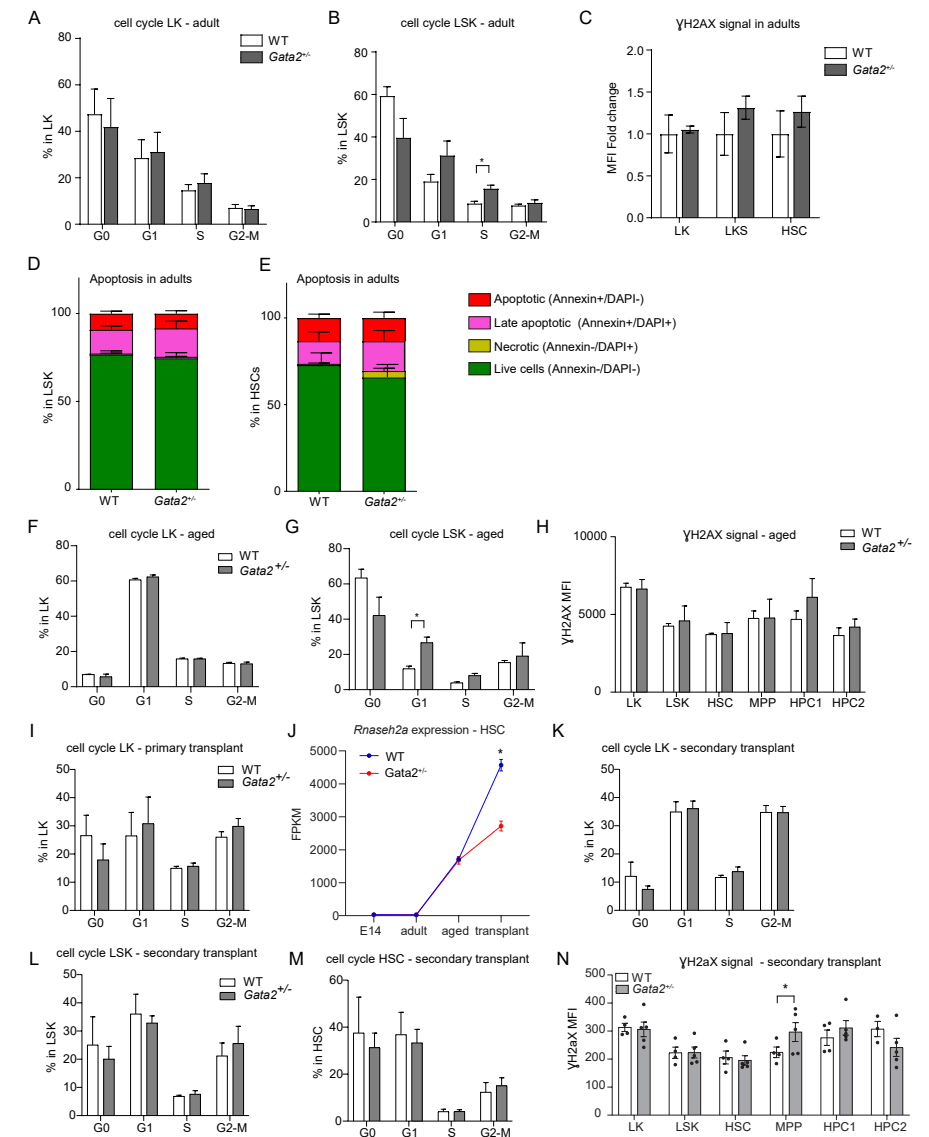 A
cell cycle LK - adult
WT
Gata2+/-
% in LK
80
60
40
20
0
G0 G1 S G2-M
B
cell cycle LSK - adult
% in LSK
80
60
40
20
0
*
G0 G1 S G2-M
C
ɣH2AX signal in adults
WT
Gata2+/-
MFI Fold change
2.0
1.5
1.0
0.5
0.0
LK LKS HSC
D
Apoptosis in adults
% in LSK
100
50
0
WT Gata2+/-
E
Apoptosis in adults
% in HSCs
100
50
0
WT Gata2+/-
Apoptotic (Annexin+/DAPI-)
Late apoptotic (Annexin+/DAPI+)
Necrotic (Annexin-/DAPI+)
Live cells (Annexin-/DAPI-)
F
cell cycle LK - aged
WT
Gata2+/-
% in LK
80
60
40
20
0
G0 G1 S G2-M
G
cell cycle LSK - aged
% in LSK
80
60
40
20
0
*
G0 G1 S G2-M
H
ɣH2AX signal - aged
WT
Gata2+/-
ɣH2AX MFI
10000
5000
0
LK LSK HSC MPP HPC1 HPC2
I
cell cycle LK - primary transplant
WT
Gata2+/-
% in LK
50
40
30
20
10
0
G0 G1 S G2-M
J
Rnaseh2a expression - HSC
WT
Gata2+/-
FPKM
5000
4000
3000
2000
1000
0
*
E14 adult aged transplant
K
cell cycle LK - secondary transplant
% in LK
50
40
30
20
10
0
G0 G1 S G2-M
L
cell cycle LSK - secondary transplant
WT
Gata2+/-
% in LSK
50
40
30
20
10
0
G0 G1 S G2-M
M
cell cycle HSC - secondary transplant
% in HSC
60
40
20
0
G0 G1 S G2-M
N
ɣH2aX signal - secondary transplant
WT
Gata2+/-
ɣH2aX MFI
500
400
300
200
100
0
*
LK LSK HSC MPP HPC1 HPC2